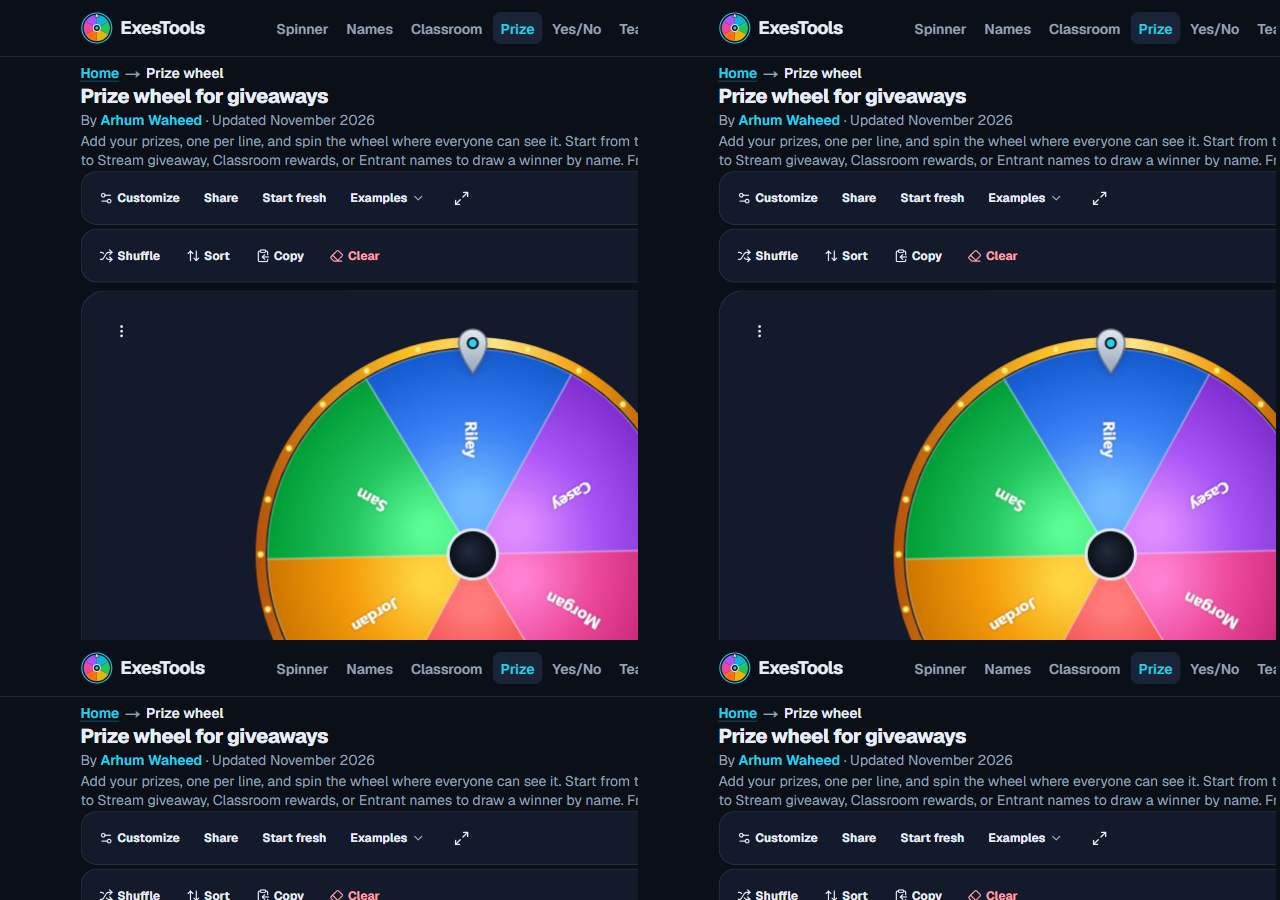 ExesTools Spinner Names Classroom Prize Yes/No Tea
Home → Prize wheel
Prize wheel for giveaways
By Arhum Waheed · Updated November 2026
Add your prizes, one per line, and spin the wheel where everyone can see it. Start from t
to Stream giveaway, Classroom rewards, or Entrant names to draw a winner by name. Fr
Customize Share Start fresh Examples
Shuffle Sort Copy Clear
Riley
Casey
Sam
Jordan
Morgan
ExesTools Spinner Names Classroom Prize Yes/No Tea
Home → Prize wheel
Prize wheel for giveaways
By Arhum Waheed · Updated November 2026
Add your prizes, one per line, and spin the wheel where everyone can see it. Start from t
to Stream giveaway, Classroom rewards, or Entrant names to draw a winner by name. Fr
Customize Share Start fresh Examples
Shuffle Sort Copy Clear
Riley
Casey
Sam
Jordan
Morgan
ExesTools Spinner Names Classroom Prize Yes/No Tea
Home → Prize wheel
Prize wheel for giveaways
By Arhum Waheed · Updated November 2026
Add your prizes, one per line, and spin the wheel where everyone can see it. Start from t
to Stream giveaway, Classroom rewards, or Entrant names to draw a winner by name. Fr
Customize Share Start fresh Examples
Shuffle Sort Copy Clear
ExesTools Spinner Names Classroom Prize Yes/No Tea
Home → Prize wheel
Prize wheel for giveaways
By Arhum Waheed · Updated November 2026
Add your prizes, one per line, and spin the wheel where everyone can see it. Start from t
to Stream giveaway, Classroom rewards, or Entrant names to draw a winner by name. Fr
Customize Share Start fresh Examples
Shuffle Sort Copy Clear